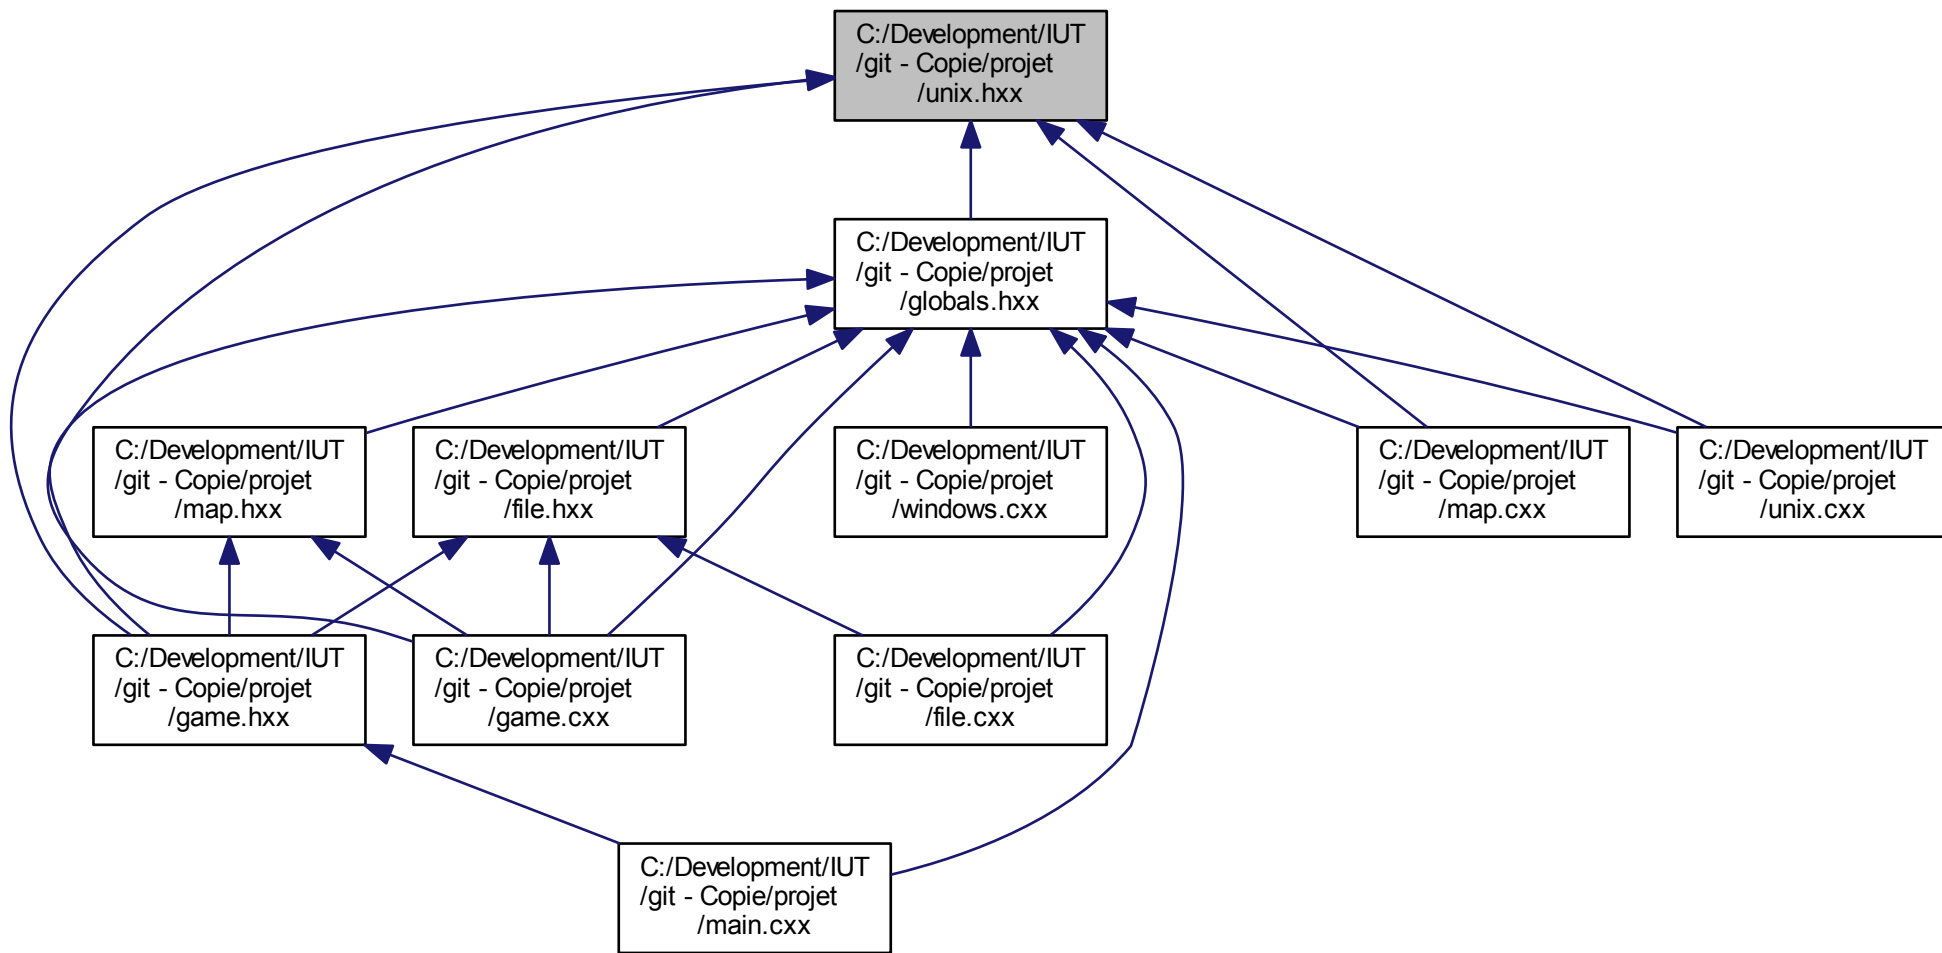 C:/Development/IUT
/git - Copie/projet
/unix.hxx
C:/Development/IUT
/git - Copie/projet
/globals.hxx
C:/Development/IUT
/git - Copie/projet
/map.hxx
C:/Development/IUT
/git - Copie/projet
/file.hxx
C:/Development/IUT
/git - Copie/projet
/windows.cxx
C:/Development/IUT
/git - Copie/projet
/map.cxx
C:/Development/IUT
/git - Copie/projet
/unix.cxx
C:/Development/IUT
/git - Copie/projet
/game.hxx
C:/Development/IUT
/git - Copie/projet
/game.cxx
C:/Development/IUT
/git - Copie/projet
/file.cxx
C:/Development/IUT
/git - Copie/projet
/main.cxx